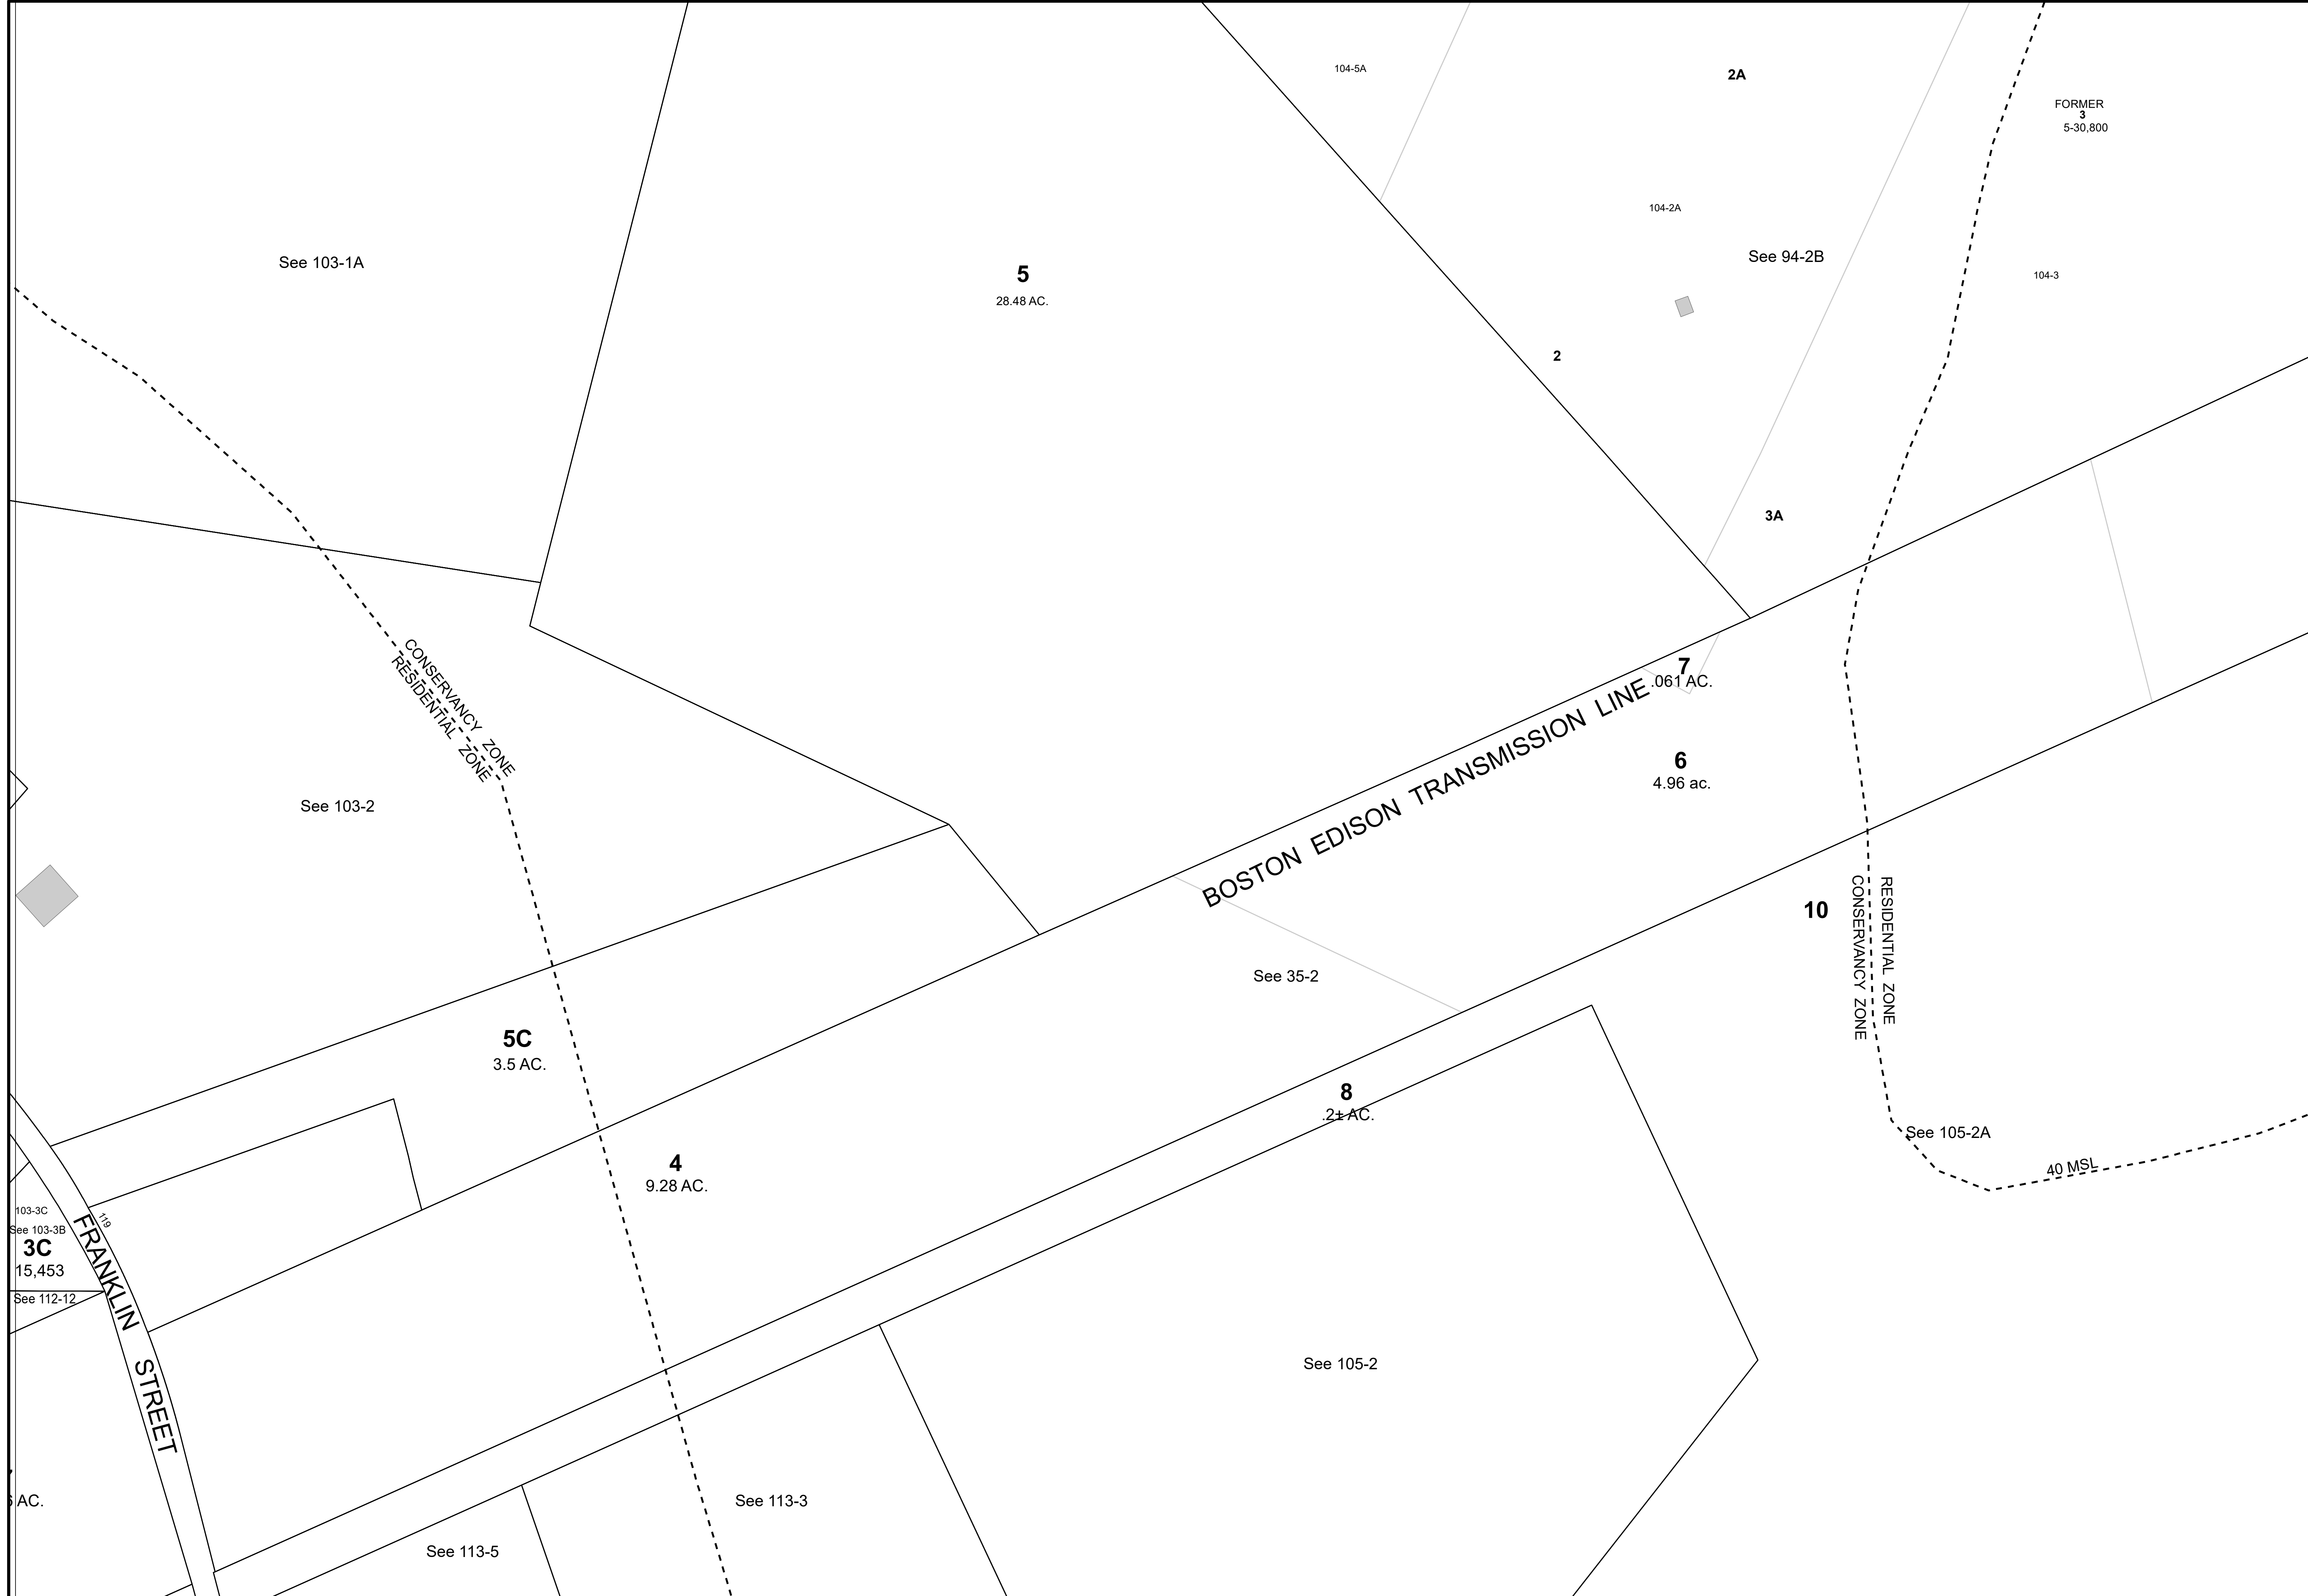 104-5A
2A
FORMER
3
5-30,800
104-2A
See 94-2B
See 103-1A
5
28.48 AC.
104-3
2
3A
CONSERVANCY ZONE
RESIDENTIAL ZONE
7
.061 AC.
BOSTON EDISON TRANSMISSION LINE
6
4.96 ac.
See 103-2
10
RESIDENTIAL ZONE
CONSERVANCY ZONE
See 35-2
5C
3.5 AC.
8
.2± AC.
See 105-2A
40 MSL
4
9.28 AC.
103-3C
119
See 103-3B
3C
15,453
See 112-12
FRANKLIN STREET
See 105-2
AC.
See 113-3
See 113-5